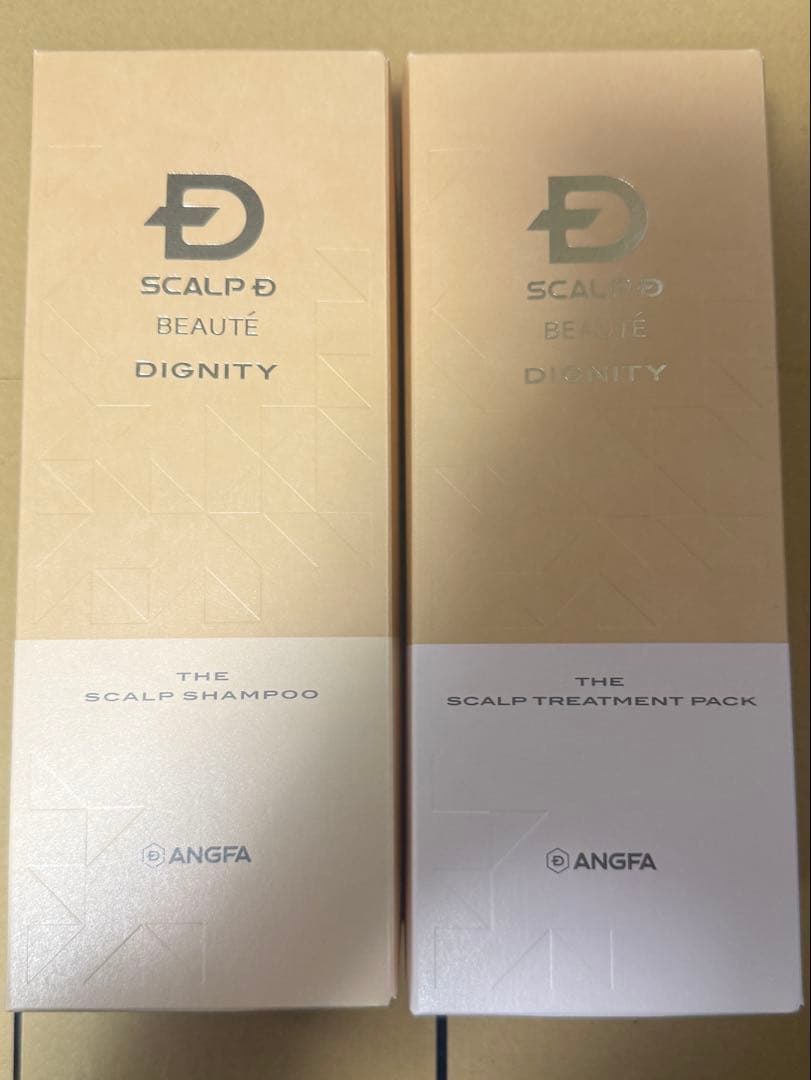 Ð
SCALP Ð
BEAUTÉ
DIGNITY
THE
SCALP SHAMPOO
ANGFA
Ð
SCALP Ð
BEAUTÉ
DIGNITY
THE
SCALP TREATMENT PACK
ANGFA